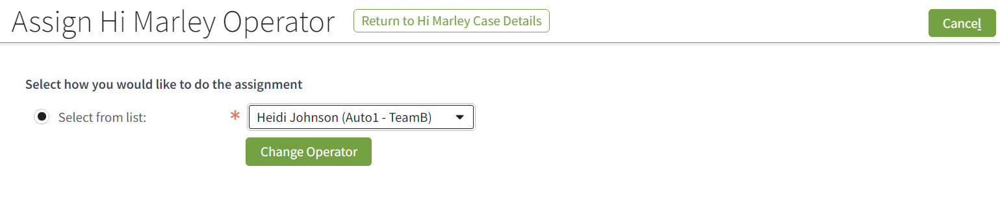 Assign Hi Marley Operator Return to Hi Marley Case Details Cancel
Select how you would like to do the assignment
Select from list: * Heidi Johnson (Auto1 - TeamB)
Change Operator